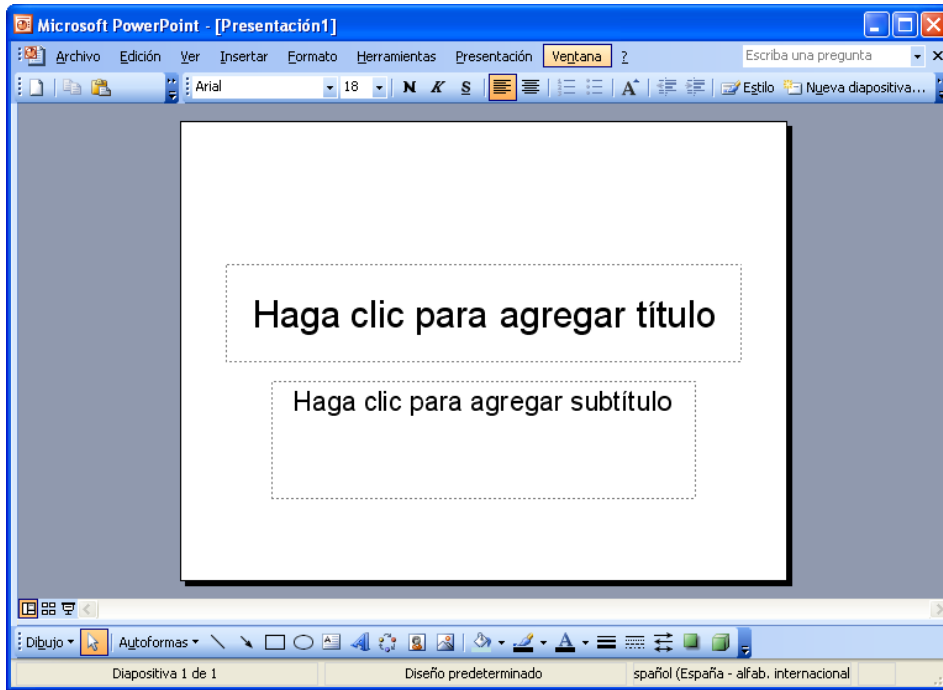 Microsoft PowerPoint - [Presentación1]
Archivo Edición Ver Insertar Formato Herramientas Presentación Ventana ? Escriba una pregunta
Arial 18 N K S Estilo Nueva diapositiva...
Haga clic para agregar título
Haga clic para agregar subtítulo
Dibujo Autoformas
Diapositiva 1 de 1 Diseño predeterminado spañol (España - alfab. internacional